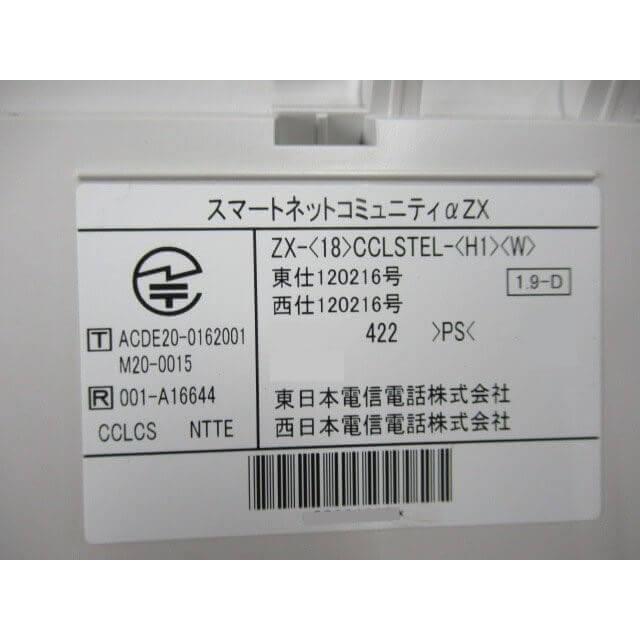 スマートネットコミュニティαZX
ZX-<18>CCLSTEL-<H1><W>
東仕120216号
1.9-D
西仕120216号
422 >PS<
T ACDE20-0162001
M20-0015
R 001-A16644
CCLCS NTTE
東日本電信電話株式会社
西日本電信電話株式会社